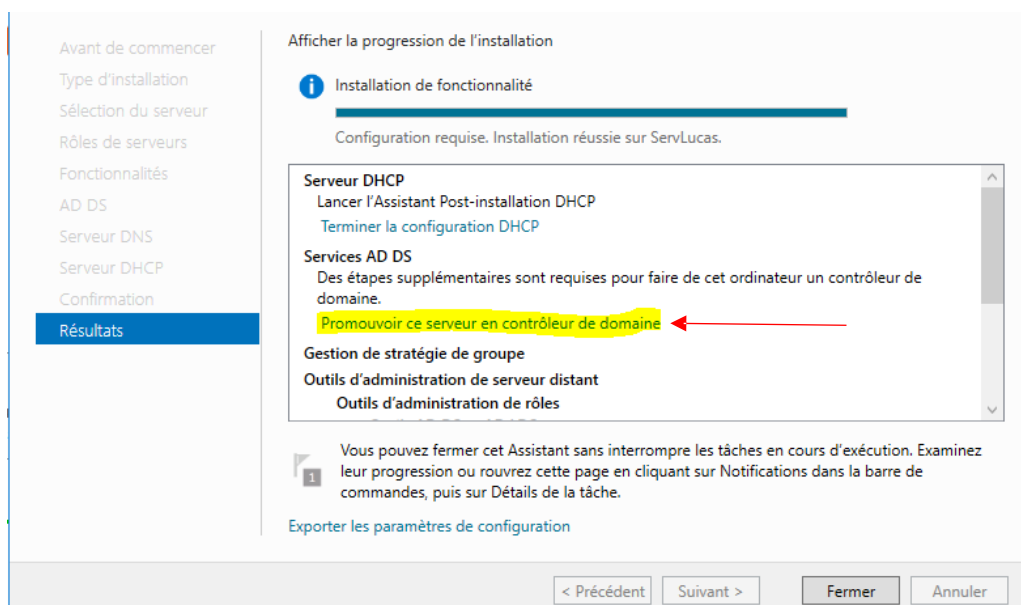 Avant de commencer
Type d'installation
Sélection du serveur
Rôles de serveurs
Fonctionnalités
AD DS
Serveur DNS
Serveur DHCP
Confirmation
Résultats
Afficher la progression de l'installation
Installation de fonctionnalité
Configuration requise. Installation réussie sur ServLucas.
Serveur DHCP
Lancer l'Assistant Post-installation DHCP
Terminer la configuration DHCP
Services AD DS
Des étapes supplémentaires sont requises pour faire de cet ordinateur un contrôleur de
domaine.
Promouvoir ce serveur en contrôleur de domaine
Gestion de stratégie de groupe
Outils d'administration de serveur distant
Outils d'administration de rôles
1
Vous pouvez fermer cet Assistant sans interrompre les tâches en cours d'exécution. Examinez
leur progression ou rouvrez cette page en cliquant sur Notifications dans la barre de
commandes, puis sur Détails de la tâche.
Exporter les paramètres de configuration
< Précédent
Suivant >
Fermer
Annuler